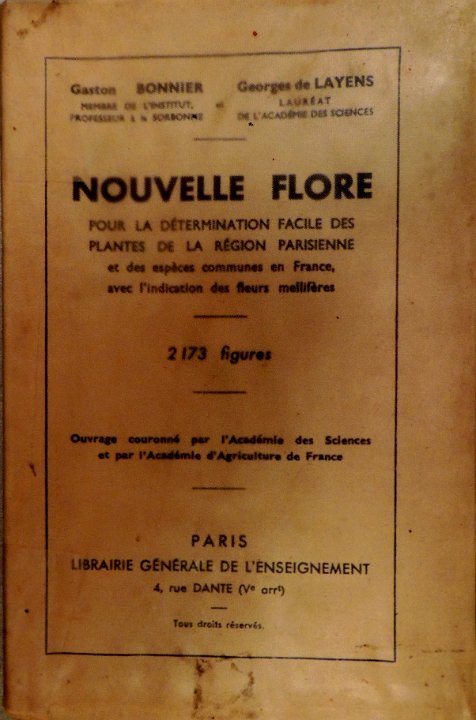 Gaston BONNIER
MEMBRE DE L'INSTITUT,
PROFESSEUR à la SORBONNE
et
Georges de LAYENS
LAURÉAT
DE L'ACADÉMIE DES SCIENCES
NOUVELLE FLORE
POUR LA DÉTERMINATION FACILE DES
PLANTES DE LA RÉGION PARISIENNE
et des espèces communes en France,
avec l'indication des fleurs mellifères
2173 figures
Ouvrage couronné par l'Académie des Sciences
et par l'Académie d'Agriculture de France
PARIS
LIBRAIRIE GÉNÉRALE DE L'ENSEIGNEMENT
4, rue DANTE (Vᵉ arrᵗ)
Tous droits réservés.